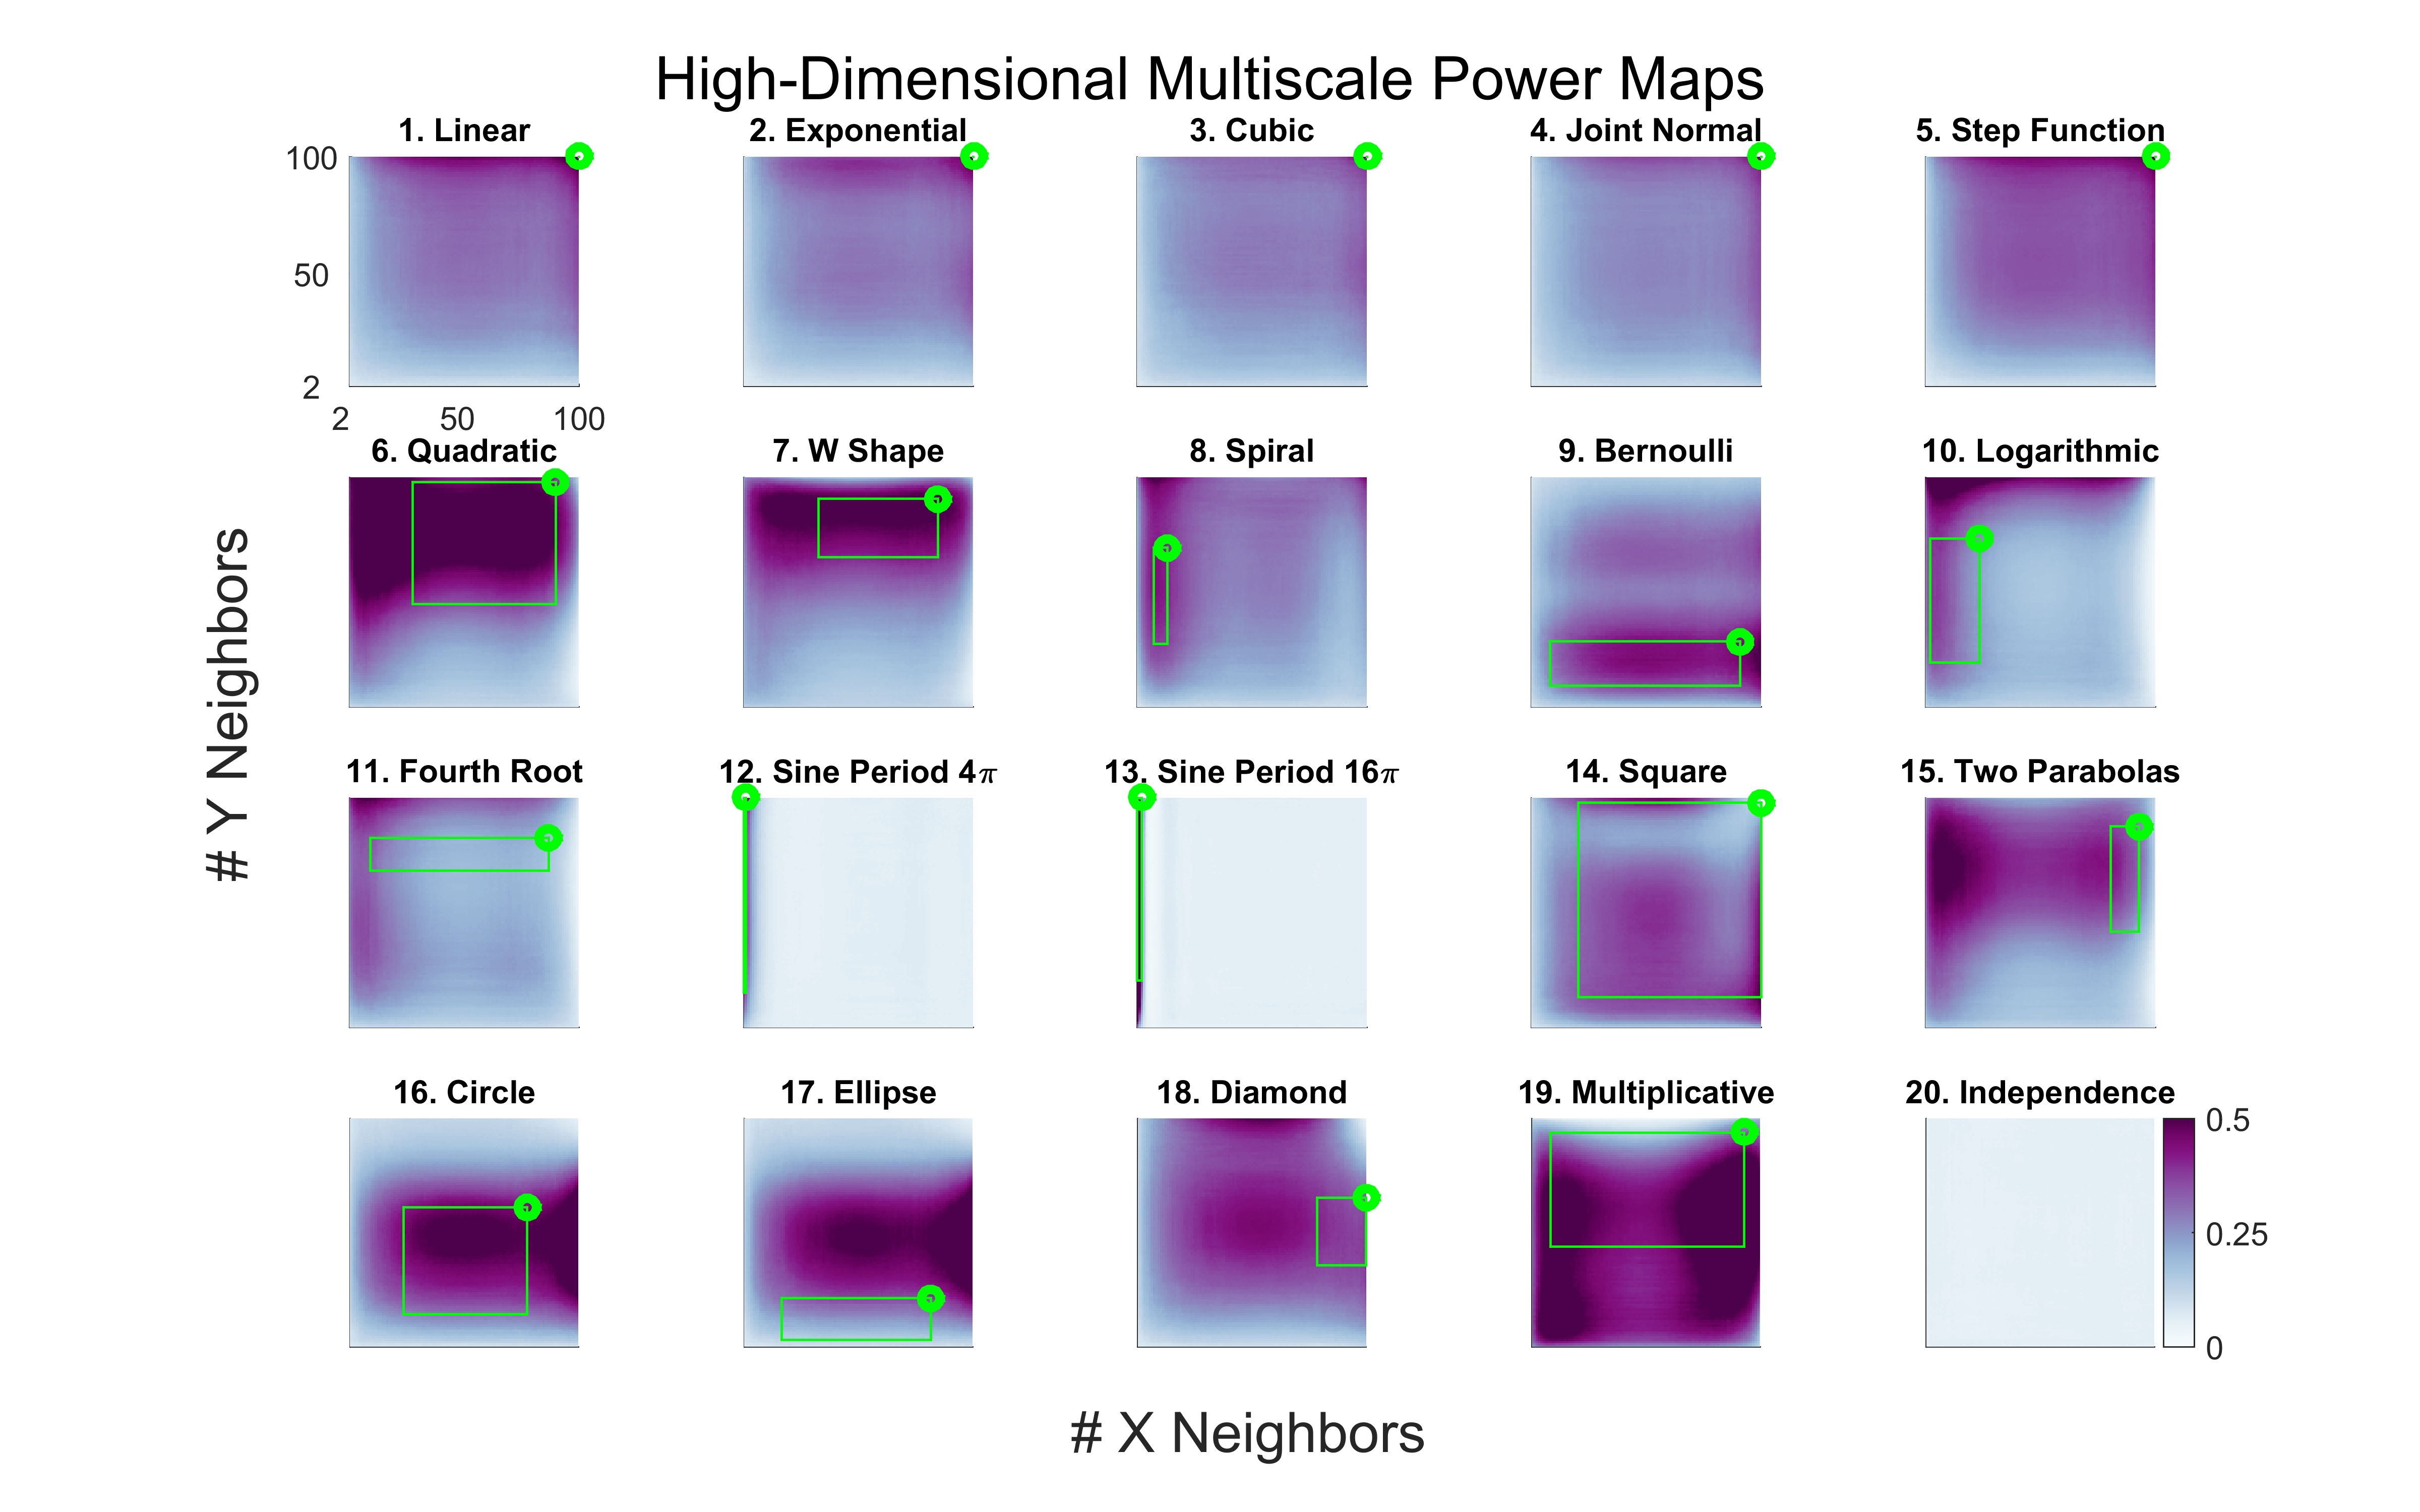 High-Dimensional Multiscale Power Maps
1. Linear
2. Exponential
3. Cubic
4. Joint Normal
5. Step Function
100
50
2
2 50 100
6. Quadratic
7. W Shape
8. Spiral
9. Bernoulli
10. Logarithmic
# Y Neighbors
11. Fourth Root
12. Sine Period 4π
13. Sine Period 16π
14. Square
15. Two Parabolas
16. Circle
17. Ellipse
18. Diamond
19. Multiplicative
20. Independence
0.5
0.25
0
# X Neighbors